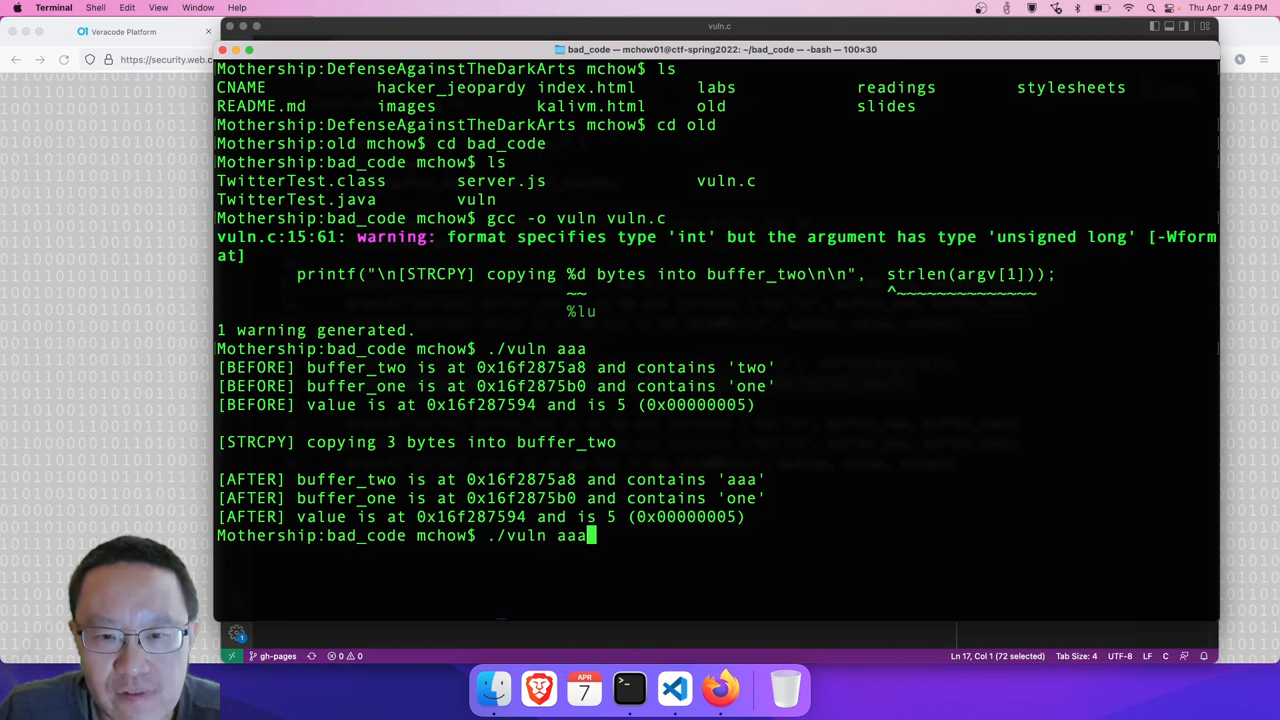 Terminal Shell Edit View Window Help Thu Apr 7 4:49 PM
vuln.c
Veracode Platform
https://security.web.c
bad_code — mchow01@ctf-spring2022: ~/bad_code — -bash — 100×30
Mothership:DefenseAgainstTheDarkArts mchow$ ls
CNAME hacker_jeopardy index.html labs readings stylesheets
README.md images kalivm.html old slides
Mothership:DefenseAgainstTheDarkArts mchow$ cd old
Mothership:old mchow$ cd bad_code
Mothership:bad_code mchow$ ls
TwitterTest.class server.js vuln.c
TwitterTest.java vuln
Mothership:bad_code mchow$ gcc -o vuln vuln.c
vuln.c:15:61: warning: format specifies type 'int' but the argument has type 'unsigned long' [-Wform
at]
printf("\n[STRCPY] copying %d bytes into buffer_two\n\n", strlen(argv[1]));
~~ ^~~~~~~~~~~~~~~
%lu
1 warning generated.
Mothership:bad_code mchow$ ./vuln aaa
[BEFORE] buffer_two is at 0x16f2875a8 and contains 'two'
[BEFORE] buffer_one is at 0x16f2875b0 and contains 'one'
[BEFORE] value is at 0x16f287594 and is 5 (0x00000005)
[STRCPY] copying 3 bytes into buffer_two
[AFTER] buffer_two is at 0x16f2875a8 and contains 'aaa'
[AFTER] buffer_one is at 0x16f2875b0 and contains 'one'
[AFTER] value is at 0x16f287594 and is 5 (0x00000005)
Mothership:bad_code mchow$ ./vuln aaa
gh-pages 0 0 Ln 17, Col 1 (72 selected) Tab Size: 4 UTF-8 LF C
APR
7